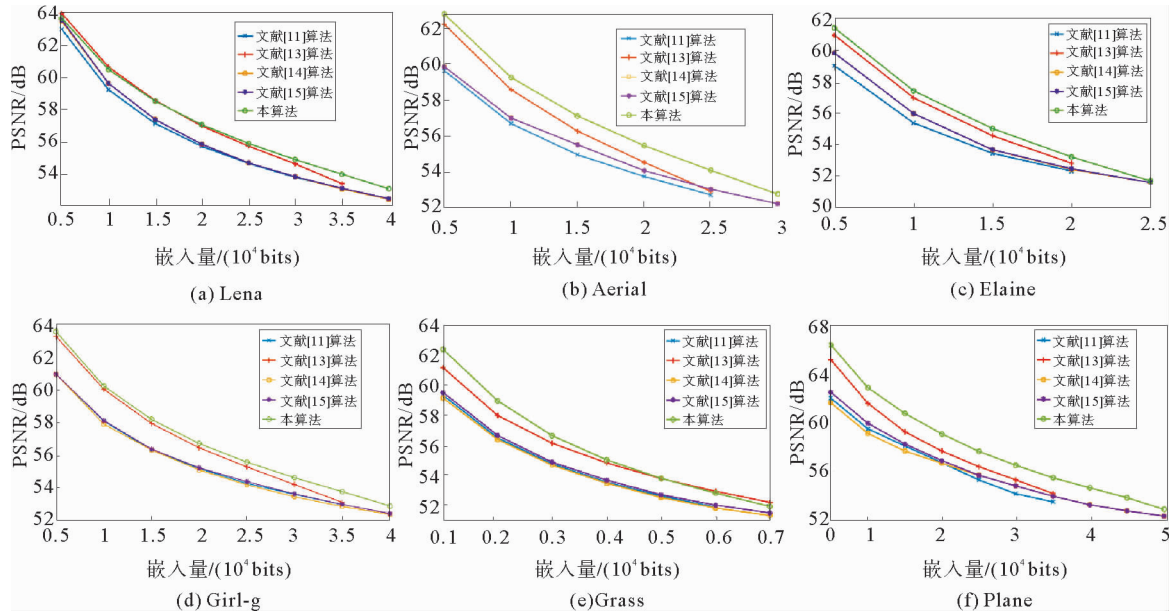 PSNR/dB
64
62
60
58
56
54
0.5 1 1.5 2 2.5 3 3.5 4
嵌入量/(10⁴ bits)
文献[11]算法
文献[13]算法
文献[14]算法
文献[15]算法
本算法
(a) Lena
PSNR/dB
64
62
60
58
56
54
52
0.5 1 1.5 2 2.5 3
嵌入量/(10⁴ bits)
文献[11]算法
文献[13]算法
文献[14]算法
文献[15]算法
本算法
(b) Aerial
PSNR/dB
62
60
58
56
54
52
50
0.5 1 1.5 2 2.5
嵌入量/(10⁴ bits)
文献[11]算法
文献[13]算法
文献[14]算法
文献[15]算法
本算法
(c) Elaine
PSNR/dB
64
62
60
58
56
54
52
0.5 1 1.5 2 2.5 3 3.5 4
嵌入量/(10⁴ bits)
文献[11]算法
文献[13]算法
文献[14]算法
文献[15]算法
本算法
(d) Girl-g
PSNR/dB
64
62
60
58
56
54
52
0.1 0.2 0.3 0.4 0.5 0.6 0.7
嵌入量/(10⁴ bits)
文献[11]算法
文献[13]算法
文献[14]算法
文献[15]算法
本算法
(e)Grass
PSNR/dB
68
64
60
56
52
0 1 2 3 4 5
嵌入量/(10⁴ bits)
文献[11]算法
文献[13]算法
文献[14]算法
文献[15]算法
本算法
(f) Plane